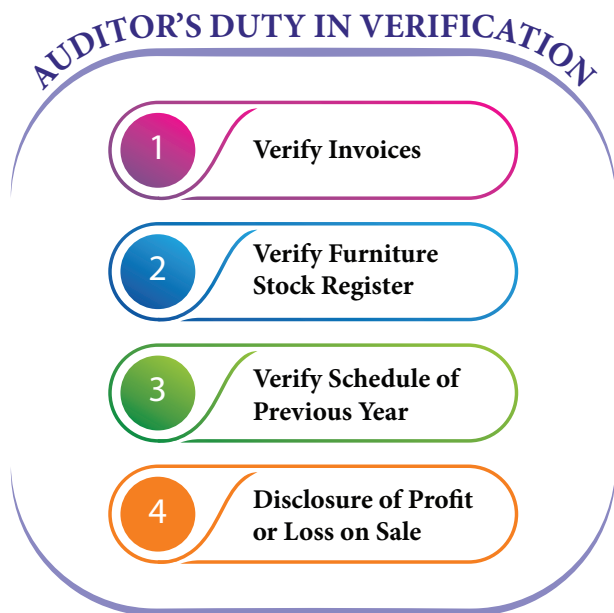 AUDITOR'S DUTY IN VERIFICATION
1
Verify Invoices
2
Verify Furniture
Stock Register
3
Verify Schedule of
Previous Year
4
Disclosure of Profit
or Loss on Sale